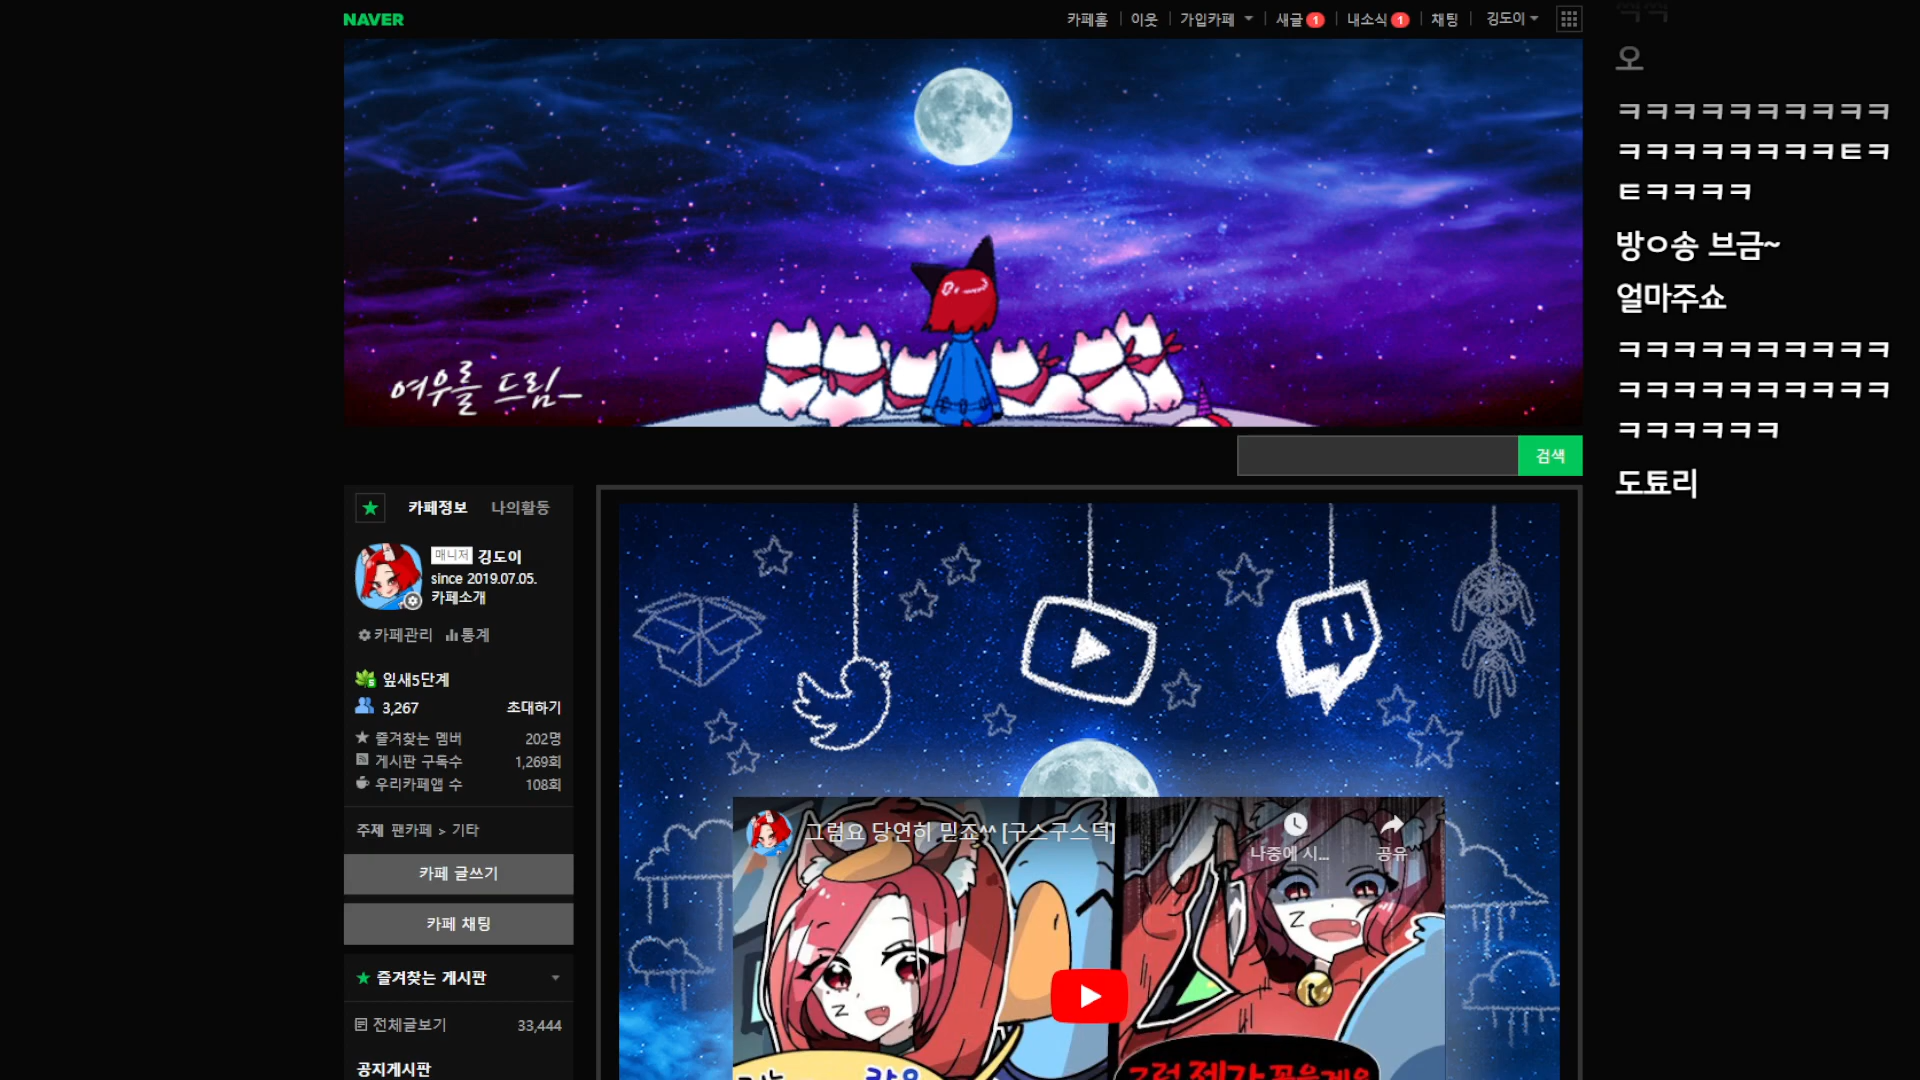 NAVER
카페홈
이웃
가입카페
새글 1
내소식 1
채팅
깅도이
여우를 드림_
검색
카페정보
나의활동
매니저 깅도이
since 2019.07.05.
카페소개
카페관리
통계
잎새5단계
3,267
초대하기
즐겨찾는 멤버
202명
게시판 구독수
1,269회
우리카페앱 수
108회
주제 팬카페 > 기타
카페 글쓰기
카페 채팅
즐겨찾는 게시판
전체글보기
33,444
공지게시판
그럼요 당연히 믿죠^^ [구스구스덕]
나중에 시...
공유
Z
Z
오
ㅋㅋㅋㅋㅋㅋㅋㅋㅋㅋ
ㅋㅋㅋㅋㅋㅋㅋㅋㅌㅋ
ㅌㅋㅋㅋㅋ
방ㅇ송 브금~
얼마주쇼
ㅋㅋㅋㅋㅋㅋㅋㅋㅋㅋ
ㅋㅋㅋㅋㅋㅋㅋㅋㅋㅋ
ㅋㅋㅋㅋㅋㅋ
도툐리